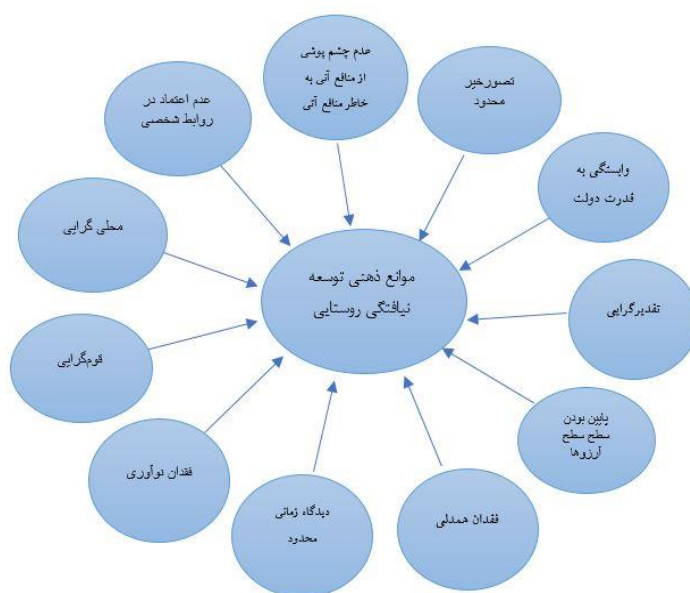 عدم چشم پوشی
از منافع آنی به
خاطر منافع آتی
تصورخیر
محدود
وابستگی به
قدرت دولت
تقدیرگرایی
پایین بودن
سطح سطح
آرزوها
فقدان همدلی
دیدگاه زمانی
محدود
فقدان نوآوری
قوم‌گرایی
محلی گرایی
عدم اعتماد در
روابط شخصی
موانع ذهنی توسعه
نیافتگی روستایی